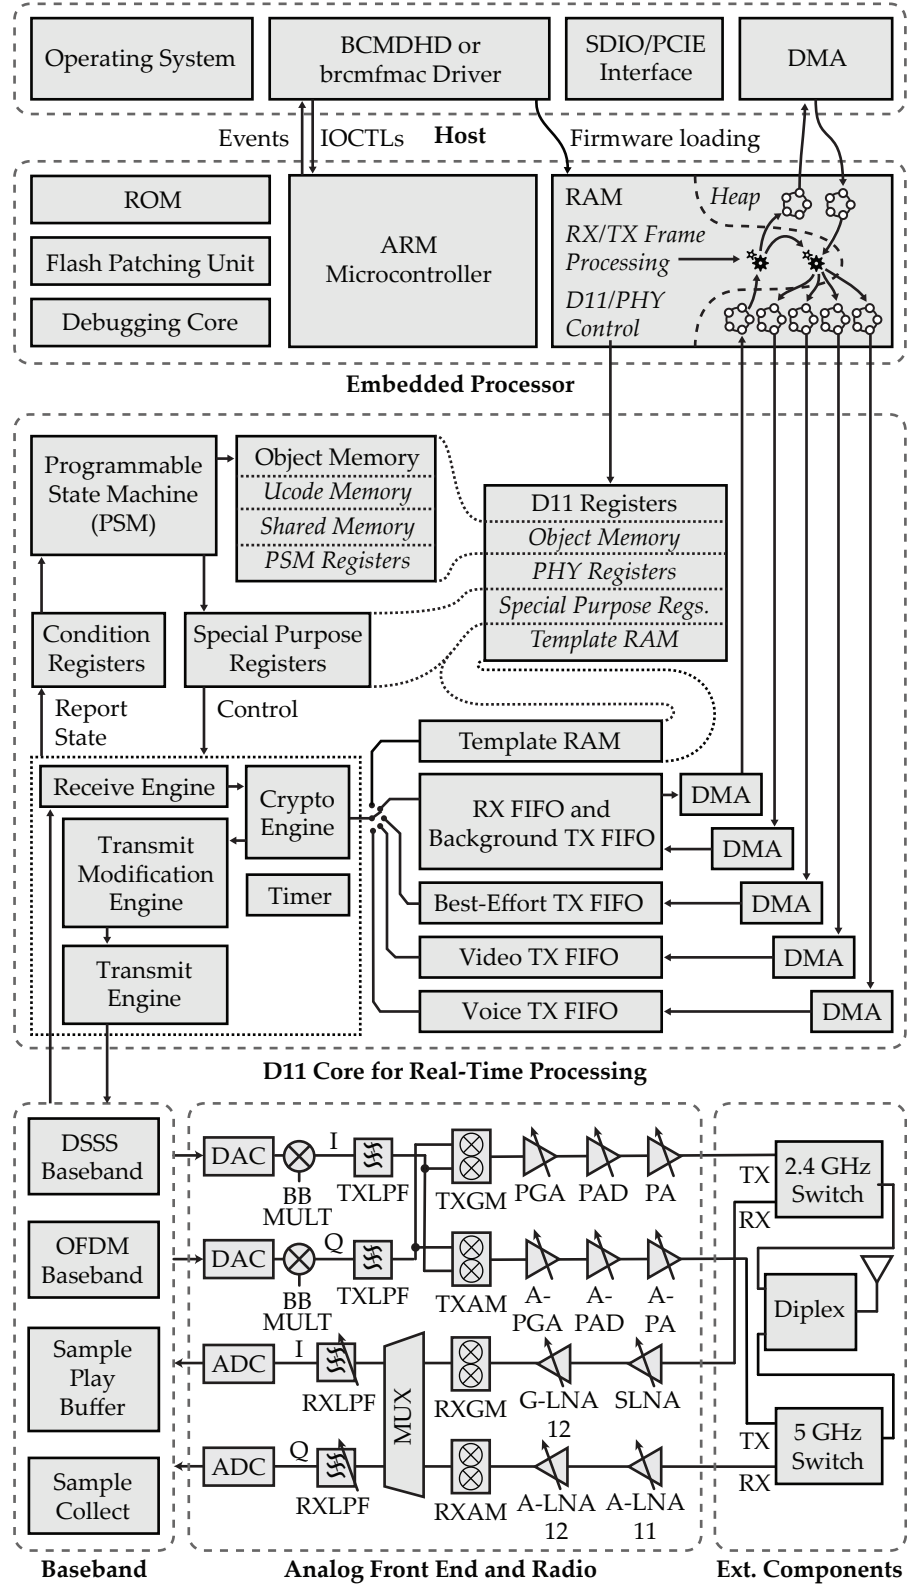 Operating System
BCMDHD or
brcmfmac Driver
SDIO/PCIE
Interface
DMA
Events
IOCTLs
Host
Firmware loading
ROM
Flash Patching Unit
Debugging Core
ARM
Microcontroller
RAM
Heap
RX/TX Frame
Processing
D11/PHY
Control
Embedded Processor
Programmable
State Machine
(PSM)
Object Memory
Ucode Memory
Shared Memory
PSM Registers
D11 Registers
Object Memory
PHY Registers
Special Purpose Regs.
Template RAM
Condition
Registers
Special Purpose
Registers
Report
State
Control
Template RAM
Receive Engine
Crypto
Engine
Transmit
Modification
Engine
Timer
Transmit
Engine
RX FIFO and
Background TX FIFO
DMA
DMA
Best-Effort TX FIFO
DMA
Video TX FIFO
DMA
Voice TX FIFO
DMA
D11 Core for Real-Time Processing
DSSS
Baseband
OFDM
Baseband
Sample
Play
Buffer
Sample
Collect
Baseband
DAC
BB
MULT
I
TXLPF
TXGM
PGA
PAD
PA
DAC
BB
MULT
Q
TXLPF
TXAM
A-
PGA
A-
PAD
A-
PA
ADC
I
RXLPF
MUX
RXGM
G-LNA
12
SLNA
ADC
Q
RXLPF
RXAM
A-LNA
12
A-LNA
11
Analog Front End and Radio
TX
RX
2.4 GHz
Switch
Diplex
TX
RX
5 GHz
Switch
Ext. Components